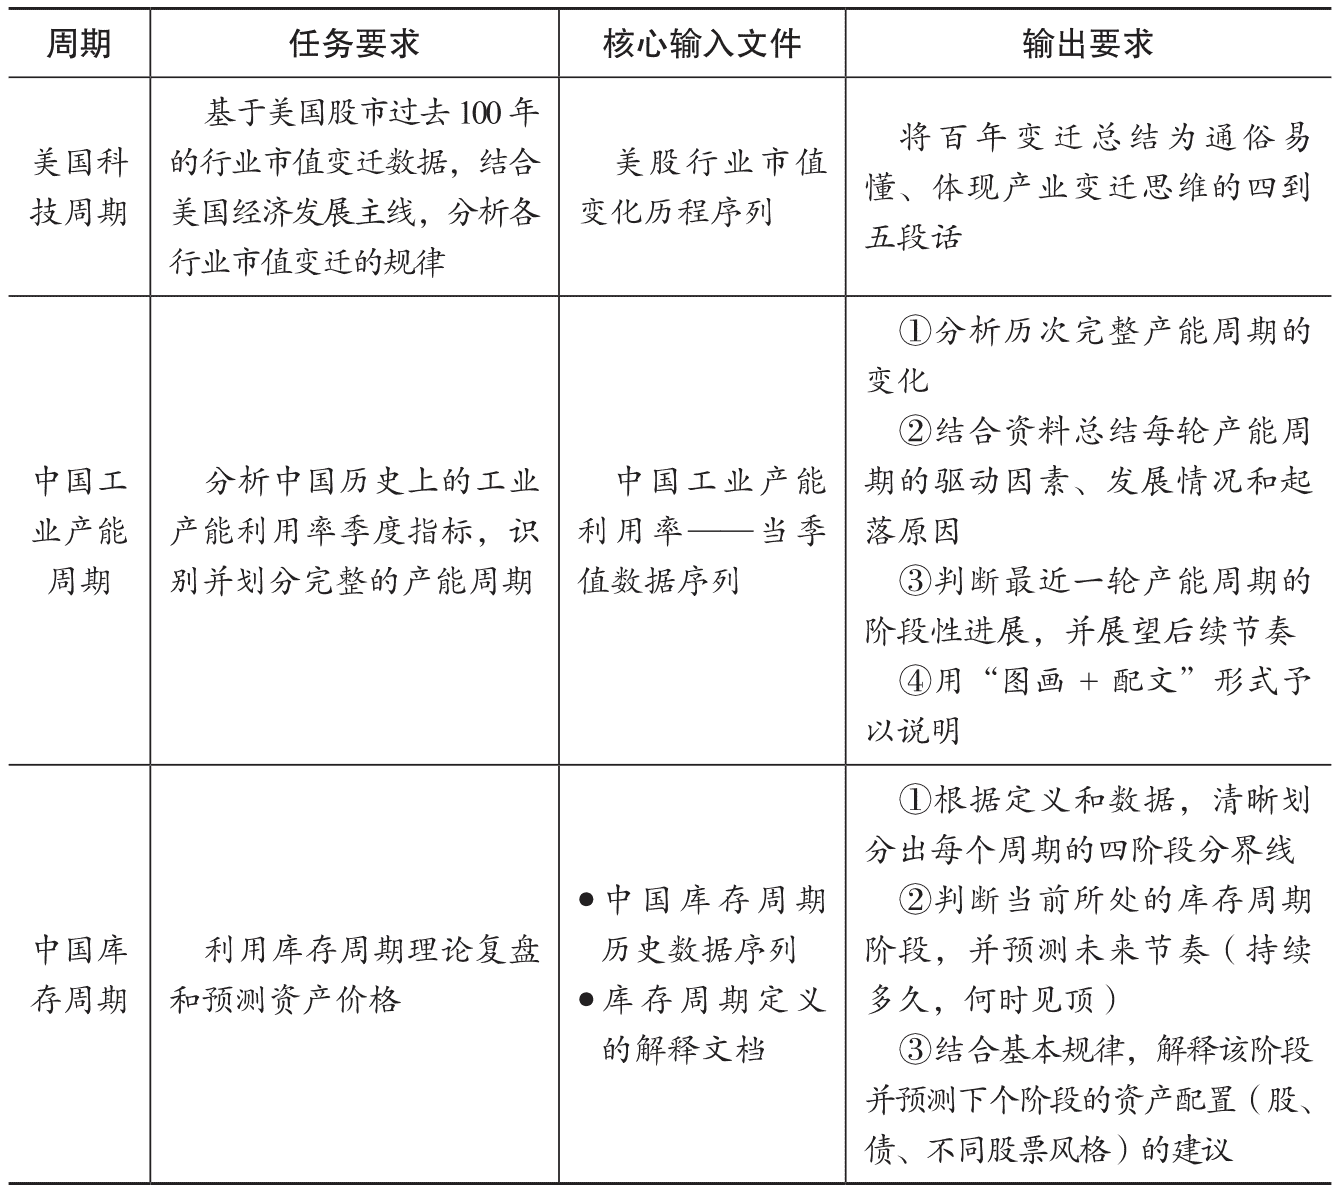 周期 任务要求 核心输入文件 输出要求
美国科
技周期
基于美国股市过去100年
的行业市值变迁数据，结合
美国经济发展主线，分析各
行业市值变迁的规律
美股行业市值
变化历程序列
将百年变迁总结为通俗易
懂、体现产业变迁思维的四到
五段话
中国工
业产能
周期
分析中国历史上的工业
产能利用率季度指标，识
别并划分完整的产能周期
中国工业产能
利用率——当季
值数据序列
①分析历次完整产能周期的
变化
②结合资料总结每轮产能周
期的驱动因素、发展情况和起
落原因
③判断最近一轮产能周期的
阶段性进展，并展望后续节奏
④用“图画 + 配文”形式予
以说明
中国库
存周期
利用库存周期理论复盘
和预测资产价格
●中国库存周期
历史数据序列
●库存周期定义
的解释文档
①根据定义和数据，清晰划
分出每个周期的四阶段分界线
②判断当前所处的库存周期
阶段，并预测未来节奏（持续
多久，何时见顶）
③结合基本规律，解释该阶段
并预测下个阶段的资产配置（股、
债、不同股票风格）的建议